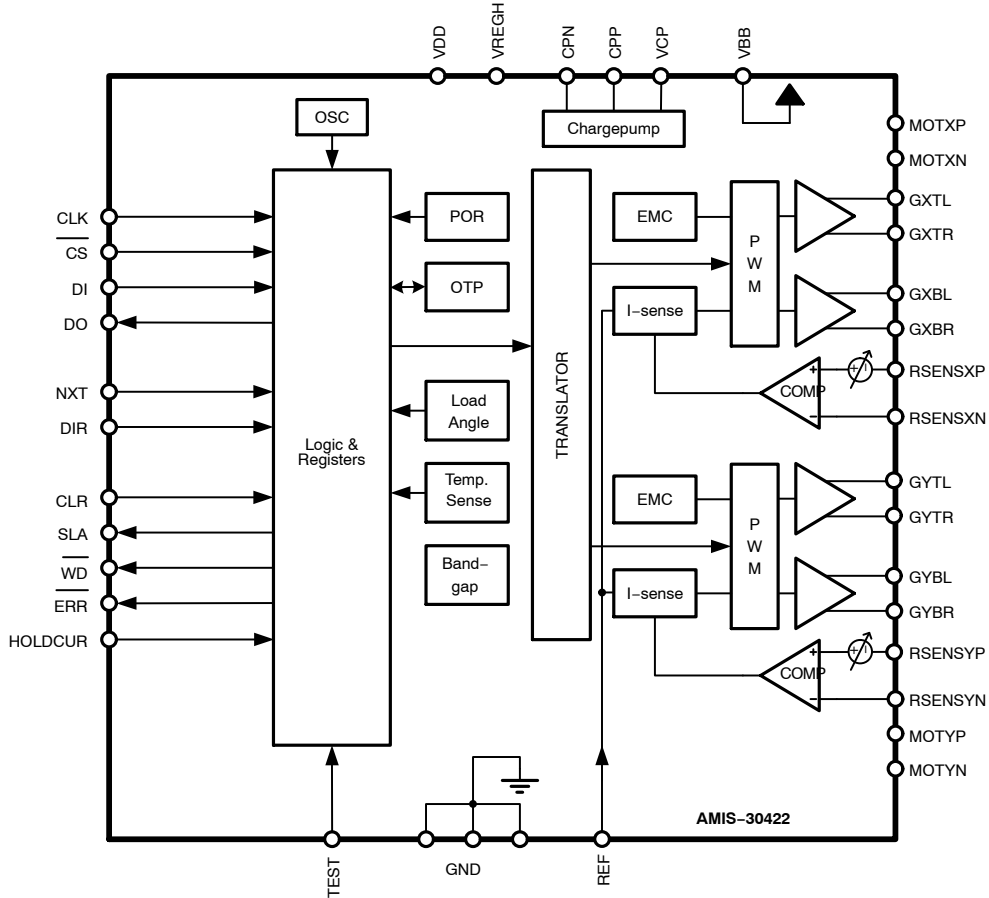 VDD
VREGH
CPN
CPP
VCP
VBB
OSC
Chargepump
MOTXP
MOTXN
CLK
CS
DI
DO
NXT
DIR
CLR
SLA
WD
ERR
HOLDCUR
Logic &
Registers
POR
OTP
Load
Angle
Temp.
Sense
Band–
gap
TRANSLATOR
EMC
I–sense
P
W
M
COMP
+
–
+
–
GXTL
GXTR
GXBL
GXBR
RSENSXP
RSENSXN
EMC
I–sense
P
W
M
COMP
+
–
+
–
GYTL
GYTR
GYBL
GYBR
RSENSYP
RSENSYN
MOTYP
MOTYN
AMIS–30422
TEST
GND
REF